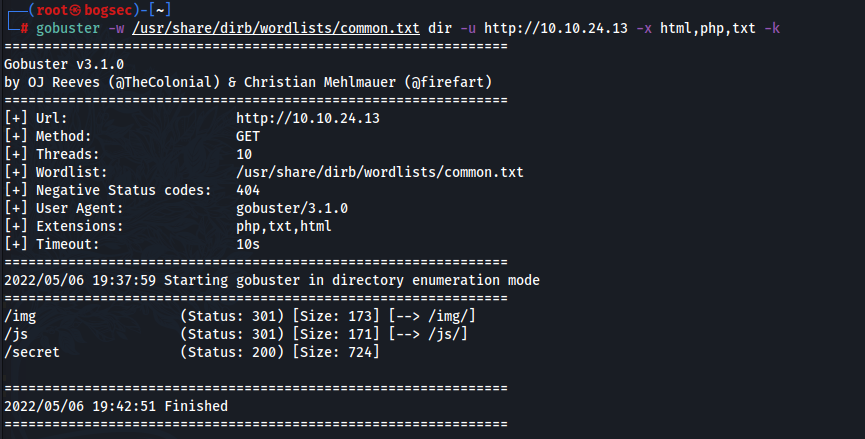 ┌──(root㉿bogsec)-[~]
└─# gobuster -w /usr/share/dirb/wordlists/common.txt dir -u http://10.10.24.13 -x html,php,txt -k
===============================================================
Gobuster v3.1.0
by OJ Reeves (@TheColonial) & Christian Mehlmauer (@firefart)
===============================================================
[+] Url:                     http://10.10.24.13
[+] Method:                  GET
[+] Threads:                 10
[+] Wordlist:                /usr/share/dirb/wordlists/common.txt
[+] Negative Status codes:   404
[+] User Agent:              gobuster/3.1.0
[+] Extensions:              php,txt,html
[+] Timeout:                 10s
===============================================================
2022/05/06 19:37:59 Starting gobuster in directory enumeration mode
===============================================================
/img                  (Status: 301) [Size: 173] [--> /img/]
/js                   (Status: 301) [Size: 171] [--> /js/]
/secret               (Status: 200) [Size: 724]

===============================================================
2022/05/06 19:42:51 Finished
===============================================================